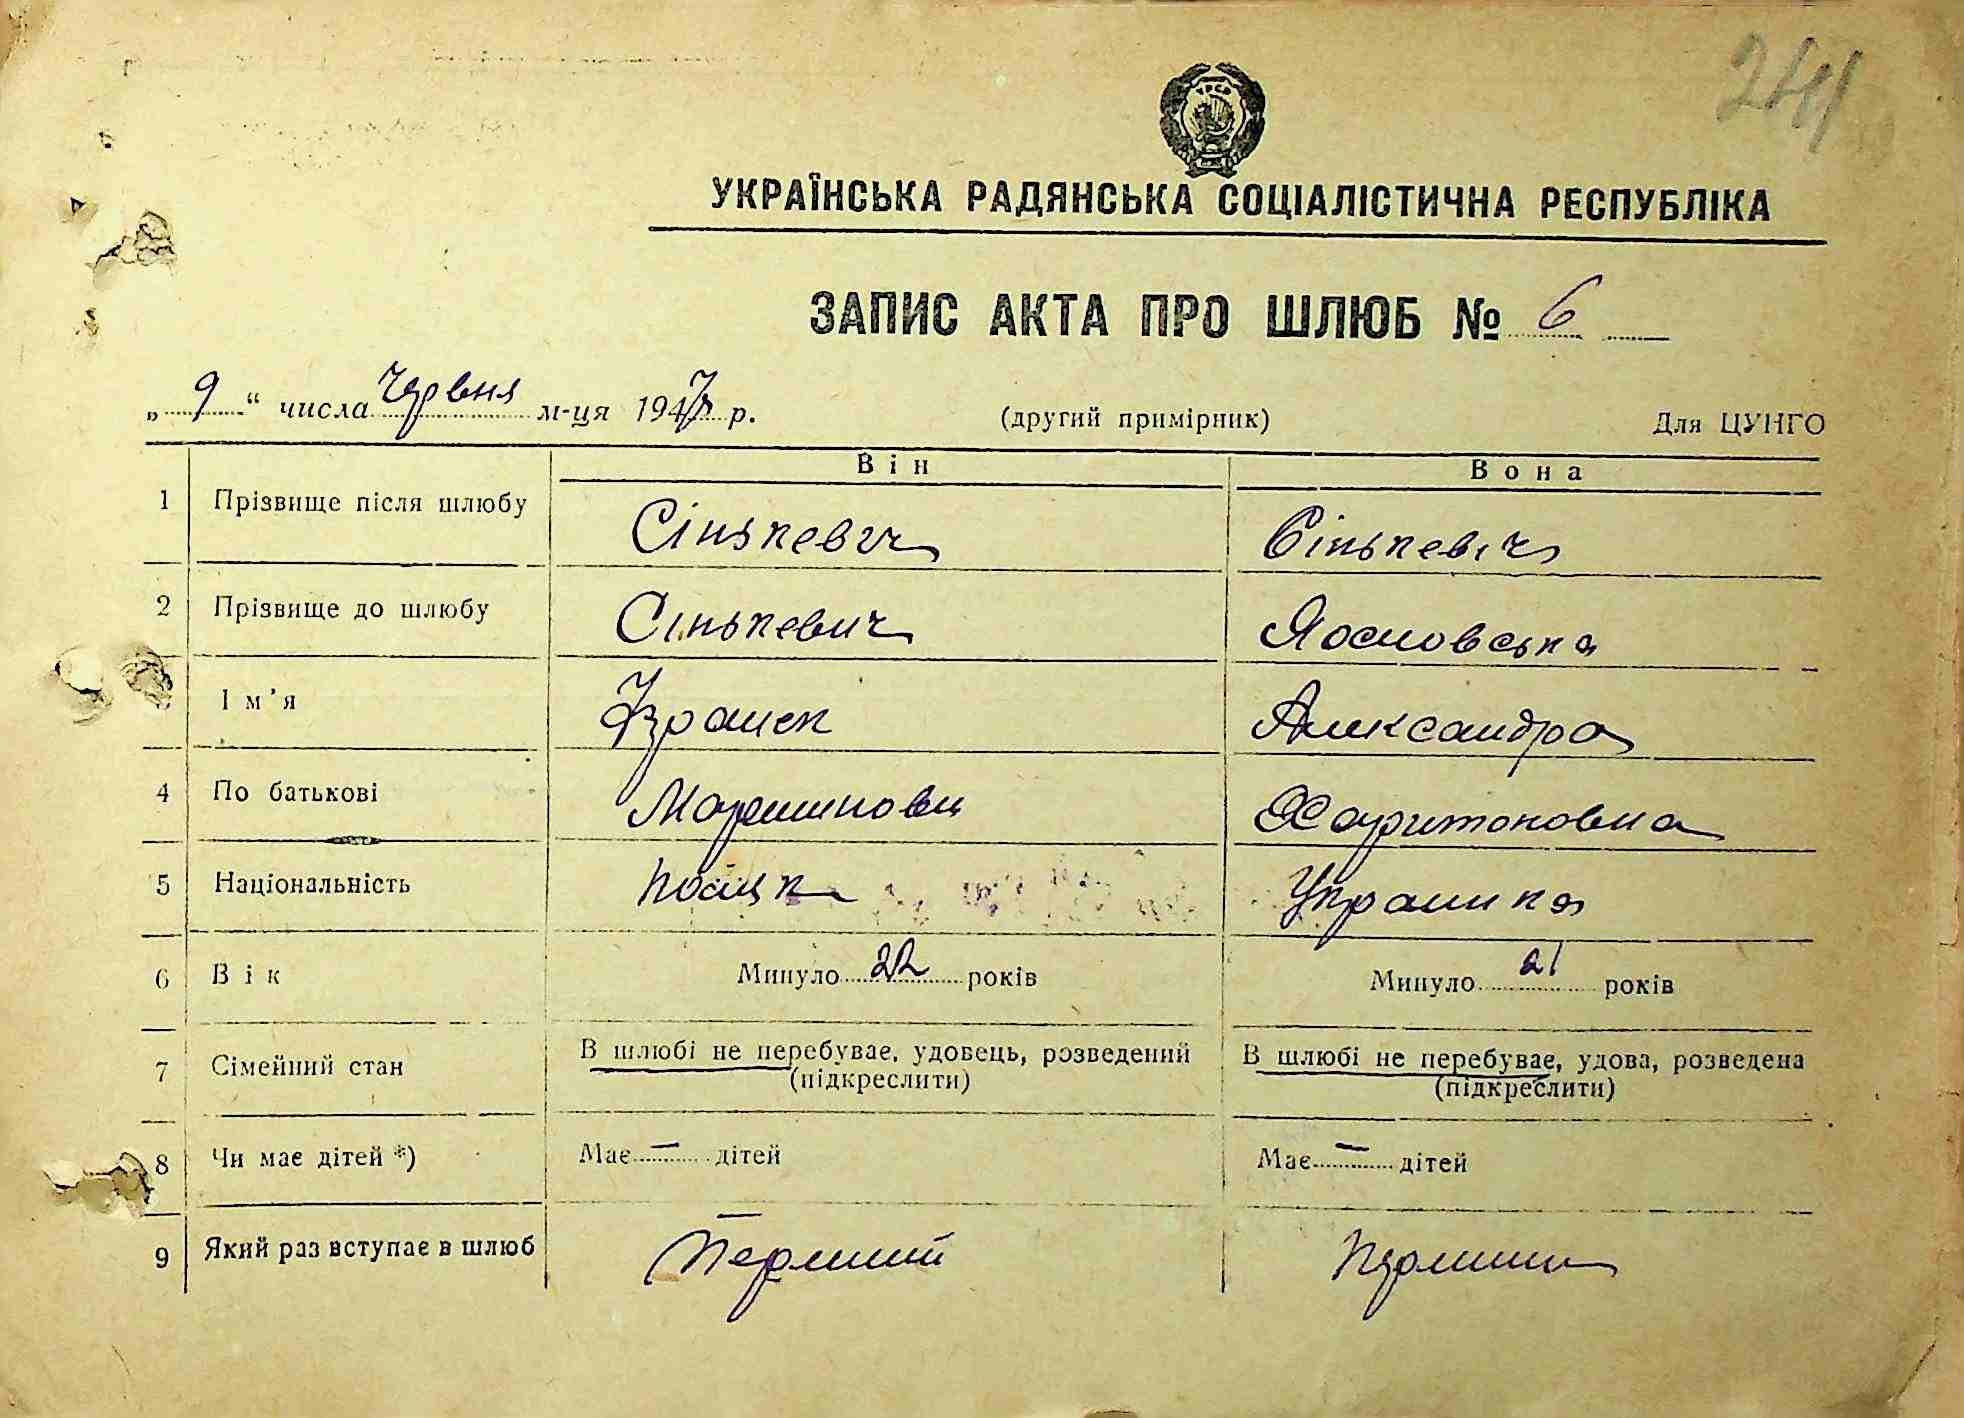 244
УРСР
УКРАЇНСЬКА РАДЯНСЬКА СОЦІАЛІСТИЧНА РЕСПУБЛІКА
ЗАПИС АКТА ПРО ШЛЮБ № 6
„ 9 “ числа Червня м-ця 1947 р. (другий примірник) Для ЦУНГО
Він Вона
1 Прізвище після шлюбу Сінькевич Сінькевич
2 Прізвище до шлюбу Сінькевич
3 Ім’я Франек Александра
4 По батькові Харитоновна
5 Національність Українка
6 Вік Минуло 22 років Минуло 21 років
7 Сімейний стан В шлюбі не перебуває, удовець, розведений В шлюбі не перебуває, удова, розведена
(підкреслити) (підкреслити)
8 Чи має дітей *) Має — дітей Має — дітей
9 Який раз вступає в шлюб Перший Перший